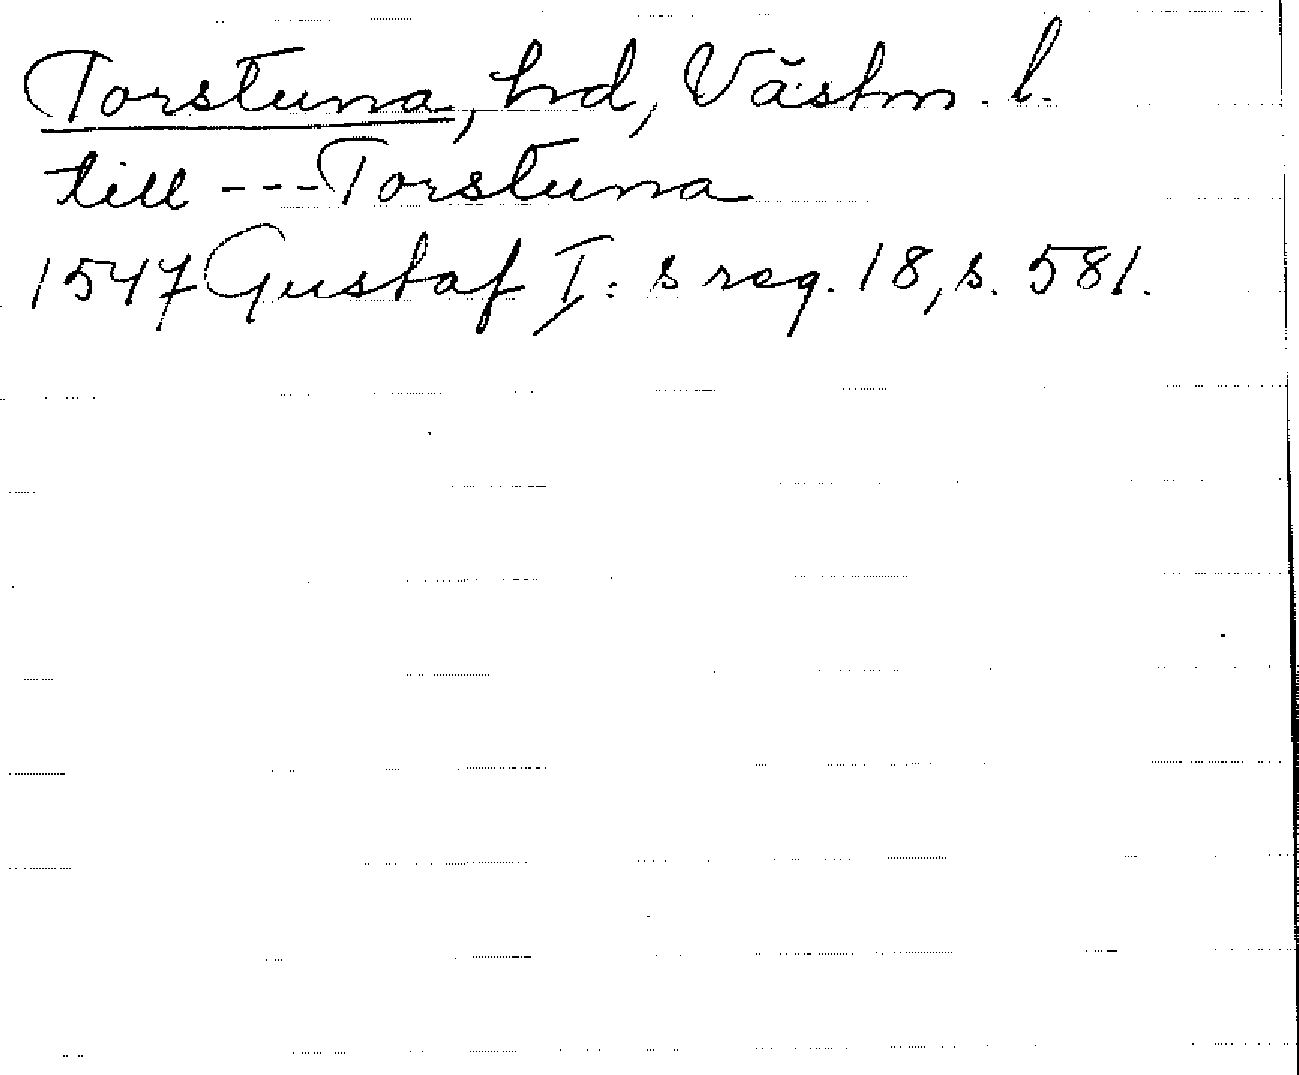 Torstuna, hd, Västm. l.
till --- Torstuna
1547 Gustaf I: s reg. 18, s. 581.